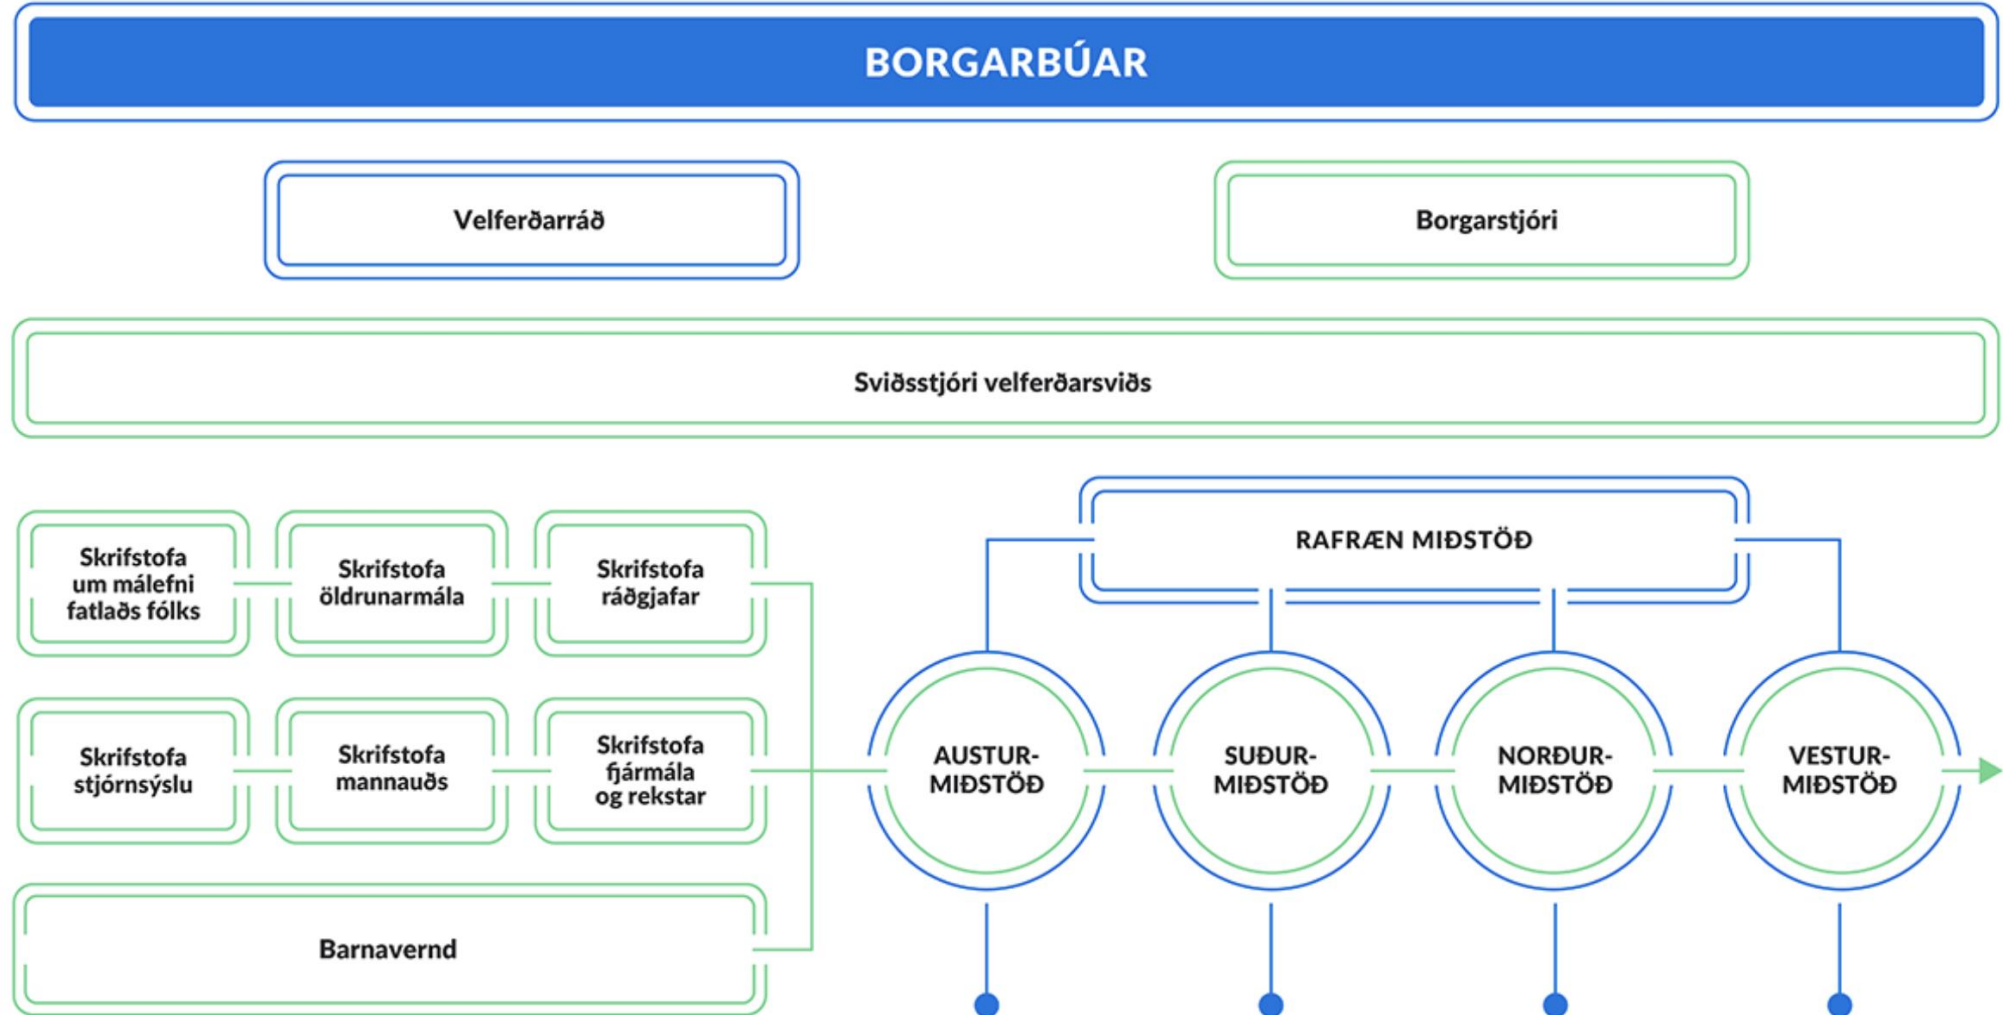 BORGARBÚAR
Velferðarráð
Borgarstjóri
Sviðsstjóri velferðarsviðs
RAFRÆN MIÐSTÖÐ
Skrifstofa
um málefni
fatlaðs fólks
Skrifstofa
öldrunarmála
Skrifstofa
ráðgjafar
Skrifstofa
stjórnsýslu
Skrifstofa
mannauðs
Skrifstofa
fjármála
og rekstar
AUSTUR-
MIÐSTÖÐ
SUÐUR-
MIÐSTÖÐ
NORÐUR-
MIÐSTÖÐ
VESTUR-
MIÐSTÖÐ
Barnavernd